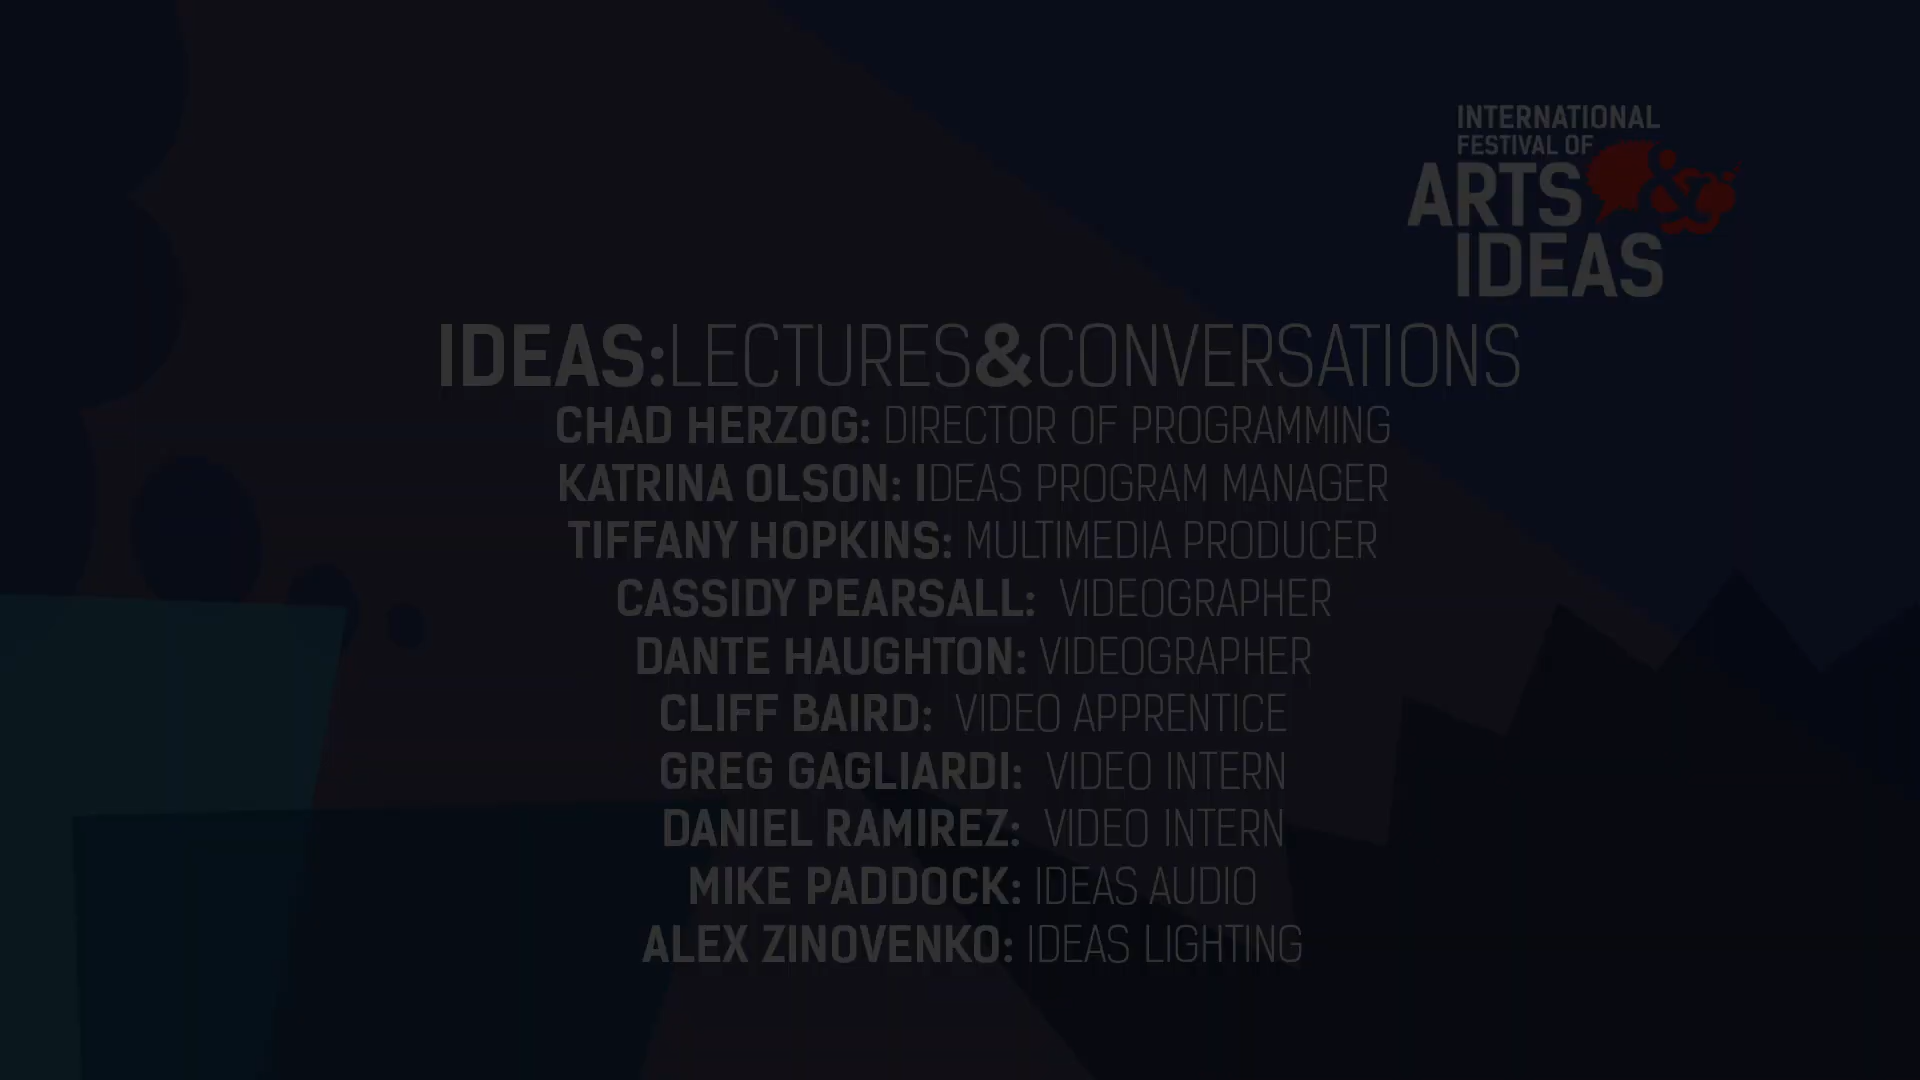 INTERNATIONAL
FESTIVAL OF
ARTS &
IDEAS
IDEAS:LECTURES&CONVERSATIONS
CHAD HERZOG: DIRECTOR OF PROGRAMMING
KATRINA OLSON: IDEAS PROGRAM MANAGER
TIFFANY HOPKINS: MULTIMEDIA PRODUCER
CASSIDY PEARSALL: VIDEOGRAPHER
DANTE HAUGHTON: VIDEOGRAPHER
CLIFF BAIRD: VIDEO APPRENTICE
GREG GAGLIARDI: VIDEO INTERN
DANIEL RAMIREZ: VIDEO INTERN
MIKE PADDOCK: IDEAS AUDIO
ALEX ZINOVENKO: IDEAS LIGHTING